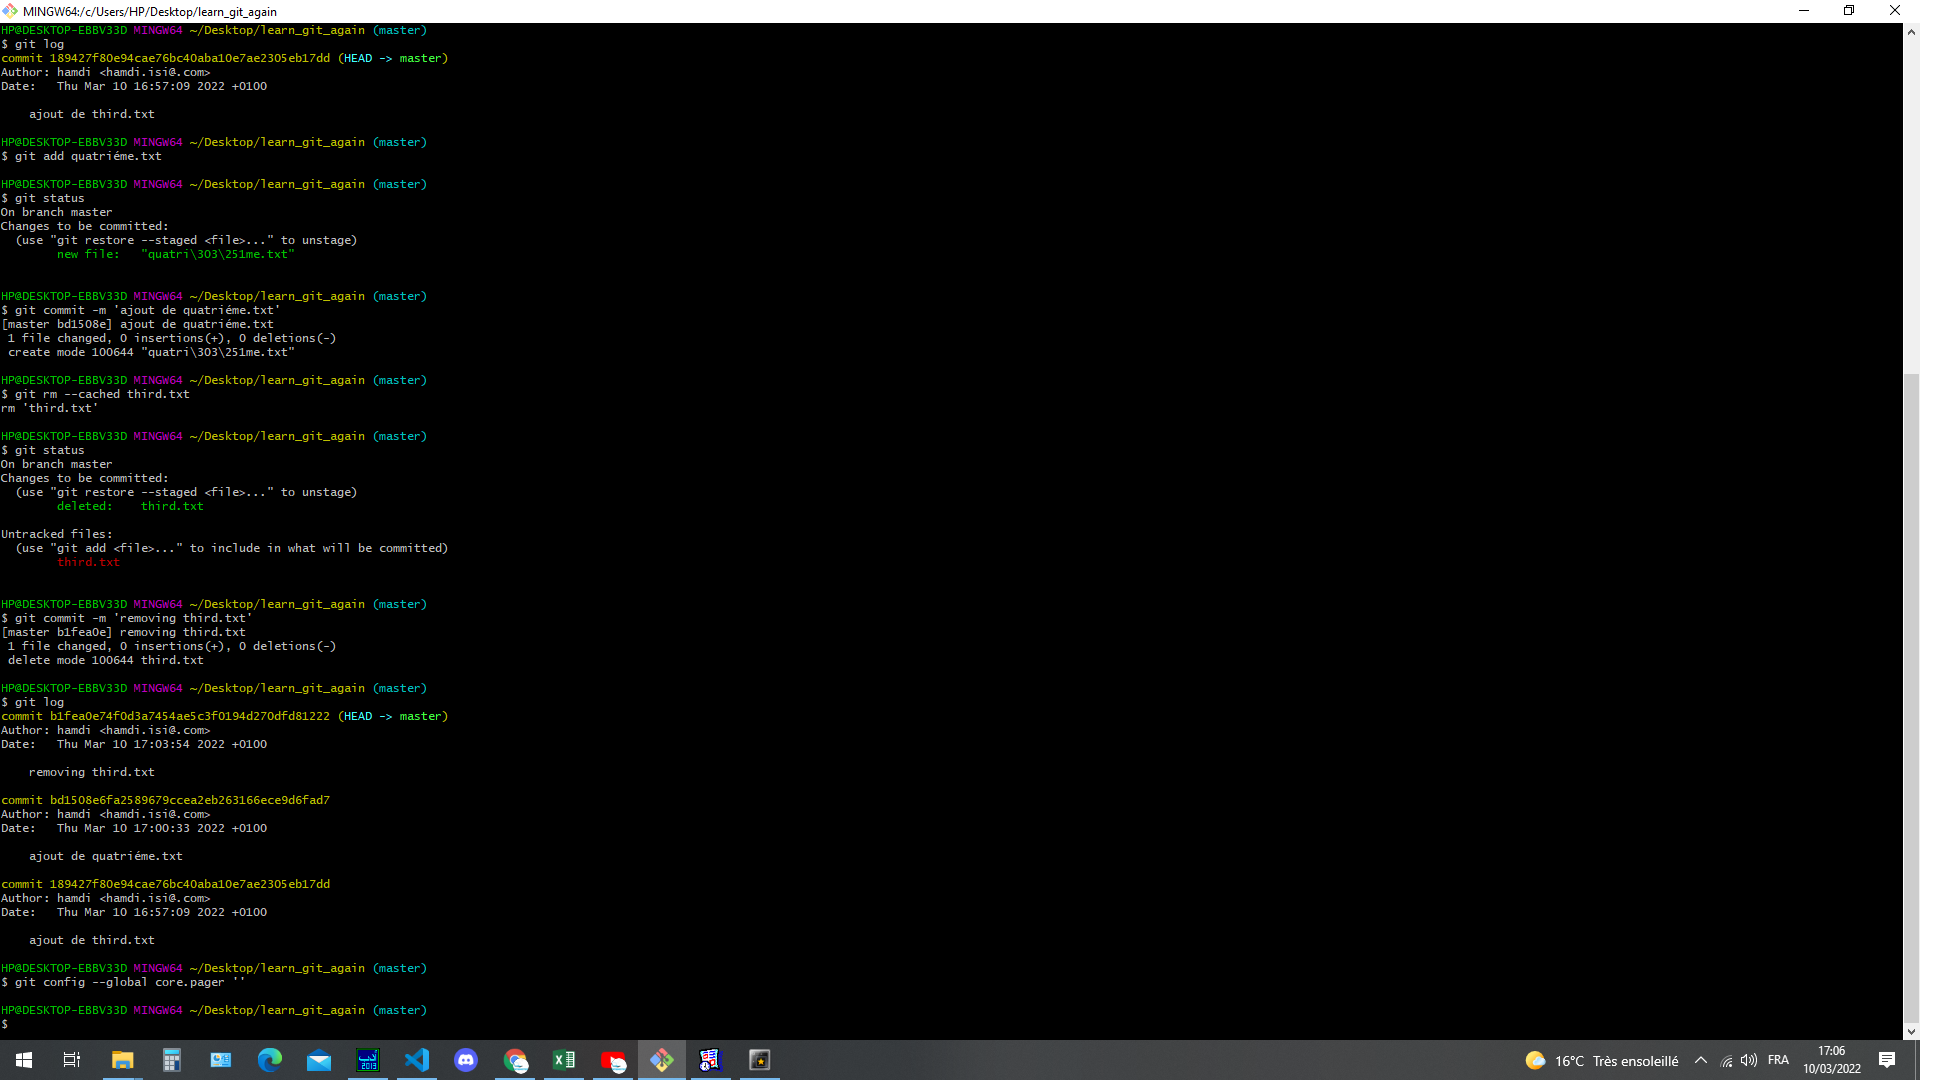 MINGW64:/c/Users/HP/Desktop/learn_git_again
HP@DESKTOP-EBBV33D MINGW64 ~/Desktop/learn_git_again (master)
$ git log
commit 189427f80e94cae76bc40aba10e7ae2305eb17dd (HEAD -> master)
Author: hamdi <hamdi.isi@.com>
Date:   Thu Mar 10 16:57:09 2022 +0100
    ajout de third.txt
HP@DESKTOP-EBBV33D MINGW64 ~/Desktop/learn_git_again (master)
$ git add quatriéme.txt
HP@DESKTOP-EBBV33D MINGW64 ~/Desktop/learn_git_again (master)
$ git status
On branch master
Changes to be committed:
  (use "git restore --staged <file>..." to unstage)
        new file:   "quatri\303\251me.txt"
HP@DESKTOP-EBBV33D MINGW64 ~/Desktop/learn_git_again (master)
$ git commit -m 'ajout de quatriéme.txt'
[master bd1508e] ajout de quatriéme.txt
 1 file changed, 0 insertions(+), 0 deletions(-)
 create mode 100644 "quatri\303\251me.txt"
HP@DESKTOP-EBBV33D MINGW64 ~/Desktop/learn_git_again (master)
$ git rm --cached third.txt
rm 'third.txt'
HP@DESKTOP-EBBV33D MINGW64 ~/Desktop/learn_git_again (master)
$ git status
On branch master
Changes to be committed:
  (use "git restore --staged <file>..." to unstage)
        deleted:    third.txt
Untracked files:
  (use "git add <file>..." to include in what will be committed)
        third.txt
HP@DESKTOP-EBBV33D MINGW64 ~/Desktop/learn_git_again (master)
$ git commit -m 'removing third.txt'
[master b1fea0e] removing third.txt
 1 file changed, 0 insertions(+), 0 deletions(-)
 delete mode 100644 third.txt
HP@DESKTOP-EBBV33D MINGW64 ~/Desktop/learn_git_again (master)
$ git log
commit b1fea0e74f0d3a7454ae5c3f0194d270dfd81222 (HEAD -> master)
Author: hamdi <hamdi.isi@.com>
Date:   Thu Mar 10 17:03:54 2022 +0100
    removing third.txt
commit bd1508e6fa2589679ccea2eb263166ece9d6fad7
Author: hamdi <hamdi.isi@.com>
Date:   Thu Mar 10 17:00:33 2022 +0100
    ajout de quatriéme.txt
commit 189427f80e94cae76bc40aba10e7ae2305eb17dd
Author: hamdi <hamdi.isi@.com>
Date:   Thu Mar 10 16:57:09 2022 +0100
    ajout de third.txt
HP@DESKTOP-EBBV33D MINGW64 ~/Desktop/learn_git_again (master)
$ git config --global core.pager ''
HP@DESKTOP-EBBV33D MINGW64 ~/Desktop/learn_git_again (master)
$
2013
16°C Très ensoleillé
FRA
17:06
10/03/2022